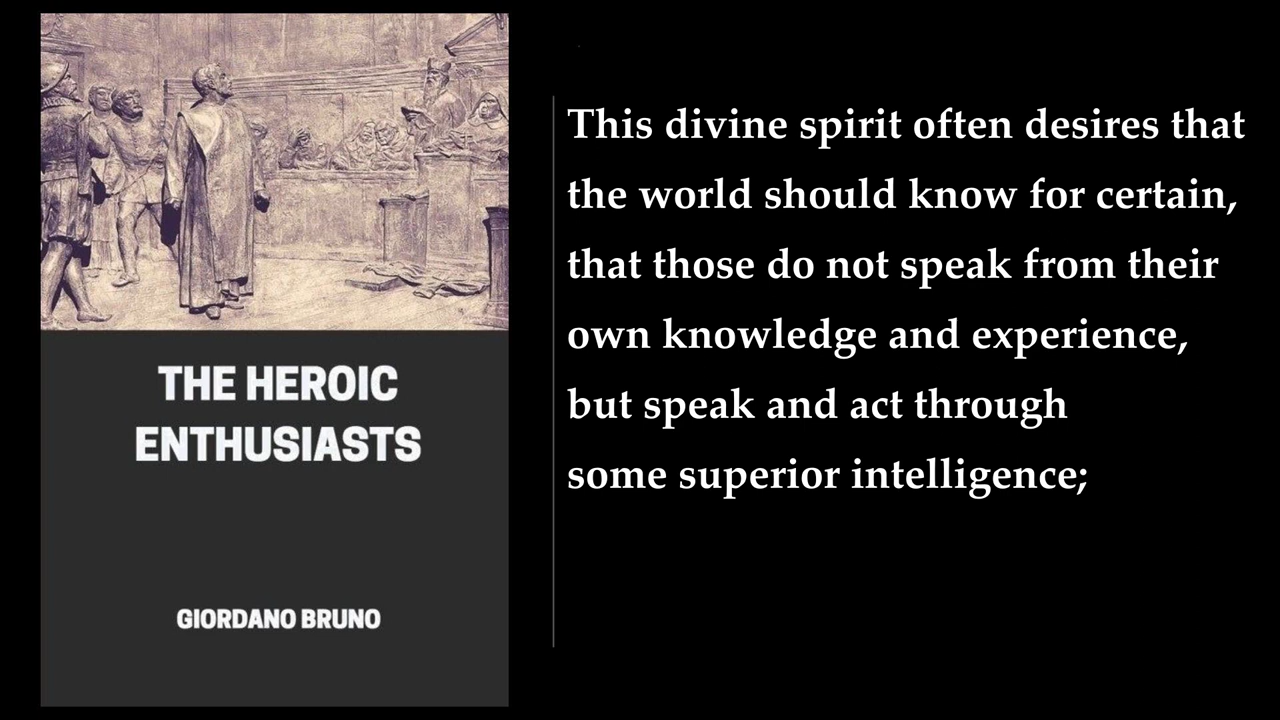 THE HEROIC
ENTHUSIASTS
GIORDANO BRUNO
This divine spirit often desires that
the world should know for certain,
that those do not speak from their
own knowledge and experience,
but speak and act through
some superior intelligence;